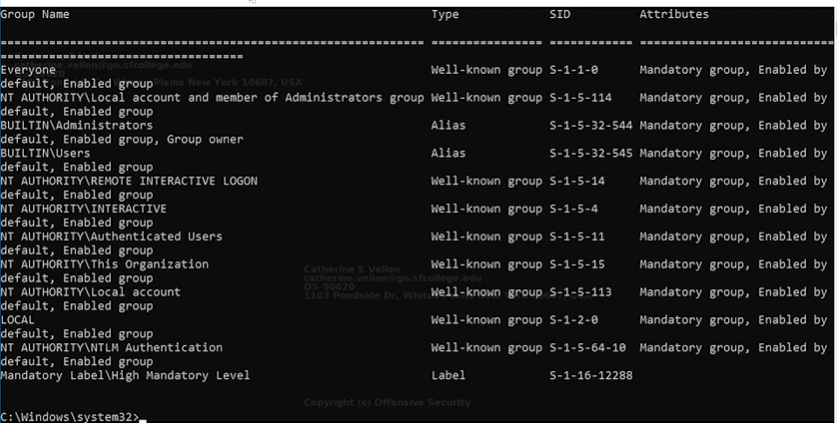 Group Name Type SID Attributes
================================================================================ ================ ============ ==================================================
Everyone Well-known group S-1-1-0 Mandatory group, Enabled by
default, Enabled group
NT AUTHORITY\Local account and member of Administrators group Well-known group S-1-5-114 Mandatory group, Enabled by
default, Enabled group
BUILTIN\Administrators Alias S-1-5-32-544 Mandatory group, Enabled by
default, Enabled group, Group owner
BUILTIN\Users Alias S-1-5-32-545 Mandatory group, Enabled by
default, Enabled group
NT AUTHORITY\REMOTE INTERACTIVE LOGON Well-known group S-1-5-14 Mandatory group, Enabled by
default, Enabled group
NT AUTHORITY\INTERACTIVE Well-known group S-1-5-4 Mandatory group, Enabled by
default, Enabled group
NT AUTHORITY\Authenticated Users Well-known group S-1-5-11 Mandatory group, Enabled by
default, Enabled group
NT AUTHORITY\This Organization Well-known group S-1-5-15 Mandatory group, Enabled by
default, Enabled group
NT AUTHORITY\Local account Well-known group S-1-5-113 Mandatory group, Enabled by
default, Enabled group
LOCAL Well-known group S-1-2-0 Mandatory group, Enabled by
default, Enabled group
NT AUTHORITY\NTLM Authentication Well-known group S-1-5-64-10 Mandatory group, Enabled by
default, Enabled group
Mandatory Label\High Mandatory Level Label S-1-16-12288
C:\Windows\system32>
catherine.vellon@go.sfcollege.edu
Plains New York 10607, USA
Catherine E Vellon
catherine.vellon@go.sfcollege.edu
OS-90620
1103 Pondside Dr, White
Copyright (c) Offensive Security